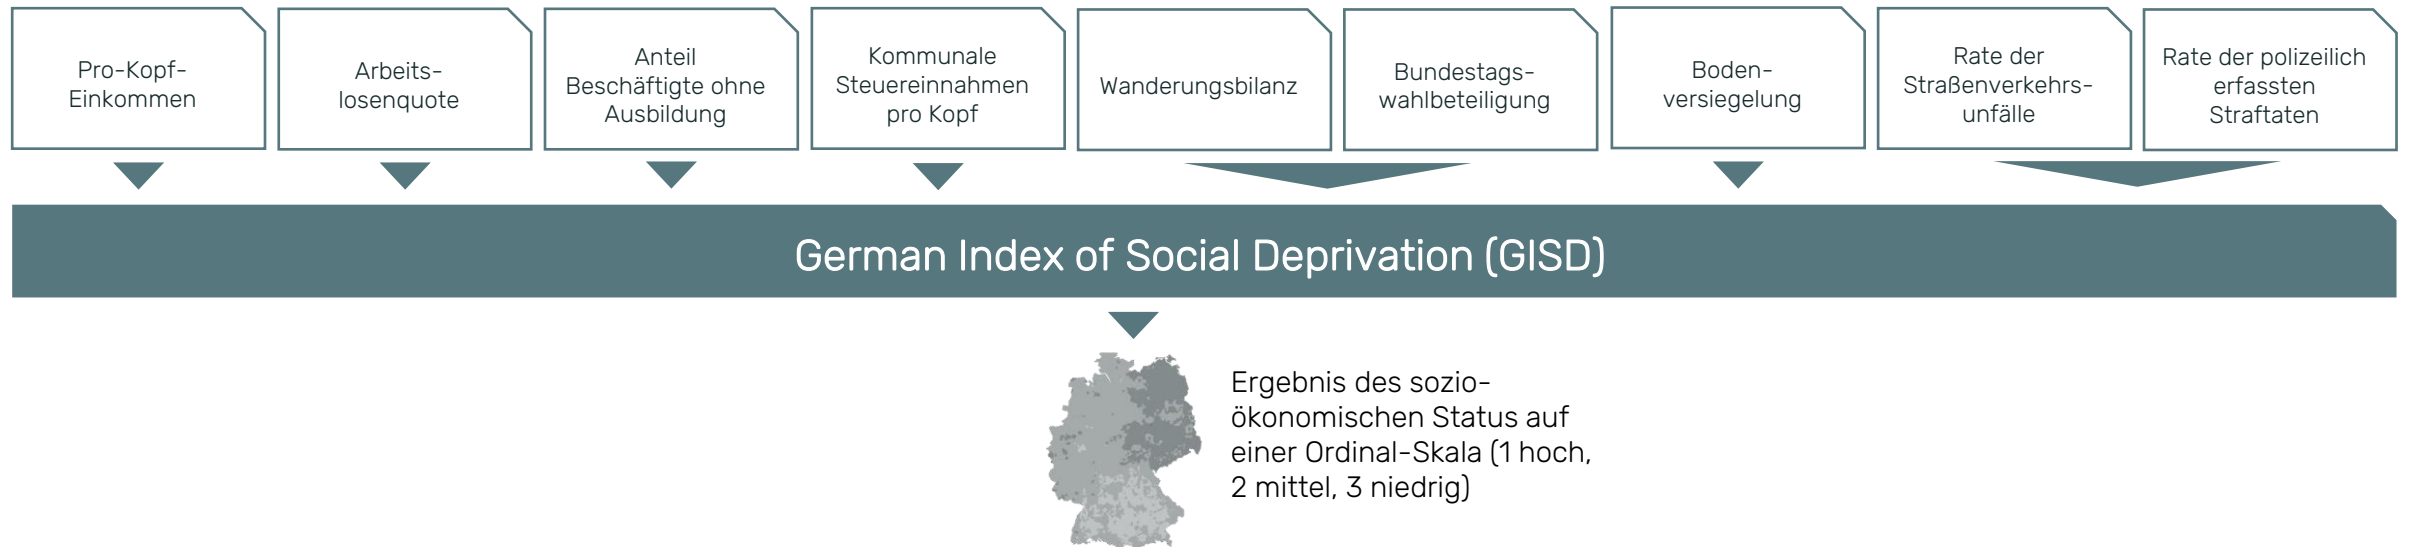 Pro-Kopf-
Einkommen
Arbeits-
losenquote
Anteil
Beschäftigte ohne
Ausbildung
Kommunale
Steuereinnahmen
pro Kopf
Wanderungsbilanz
Bundestags-
wahlbeteiligung
Boden-
versiegelung
Rate der
Straßenverkehrs-
unfälle
Rate der polizeilich
erfassten
Straftaten
German Index of Social Deprivation (GISD)
Ergebnis des sozio-
ökonomischen Status auf
einer Ordinal-Skala (1 hoch,
2 mittel, 3 niedrig)